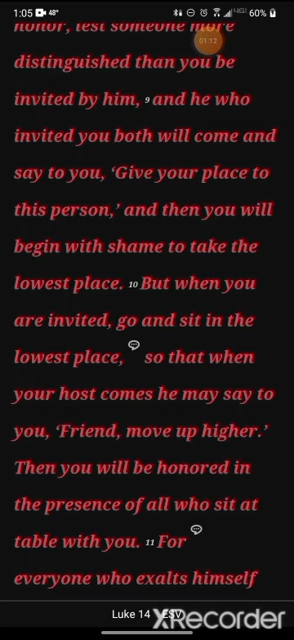 1:05 48°
60%
01:12
honor, lest someone more
distinguished than you be
invited by him, 9 and he who
invited you both will come and
say to you, ‘Give your place to
this person,’ and then you will
begin with shame to take the
lowest place. 10 But when you
are invited, go and sit in the
lowest place, so that when
your host comes he may say to
you, ‘Friend, move up higher.’
Then you will be honored in
the presence of all who sit at
table with you. 11 For
everyone who exalts himself
Luke 14 ESV
XRecorder